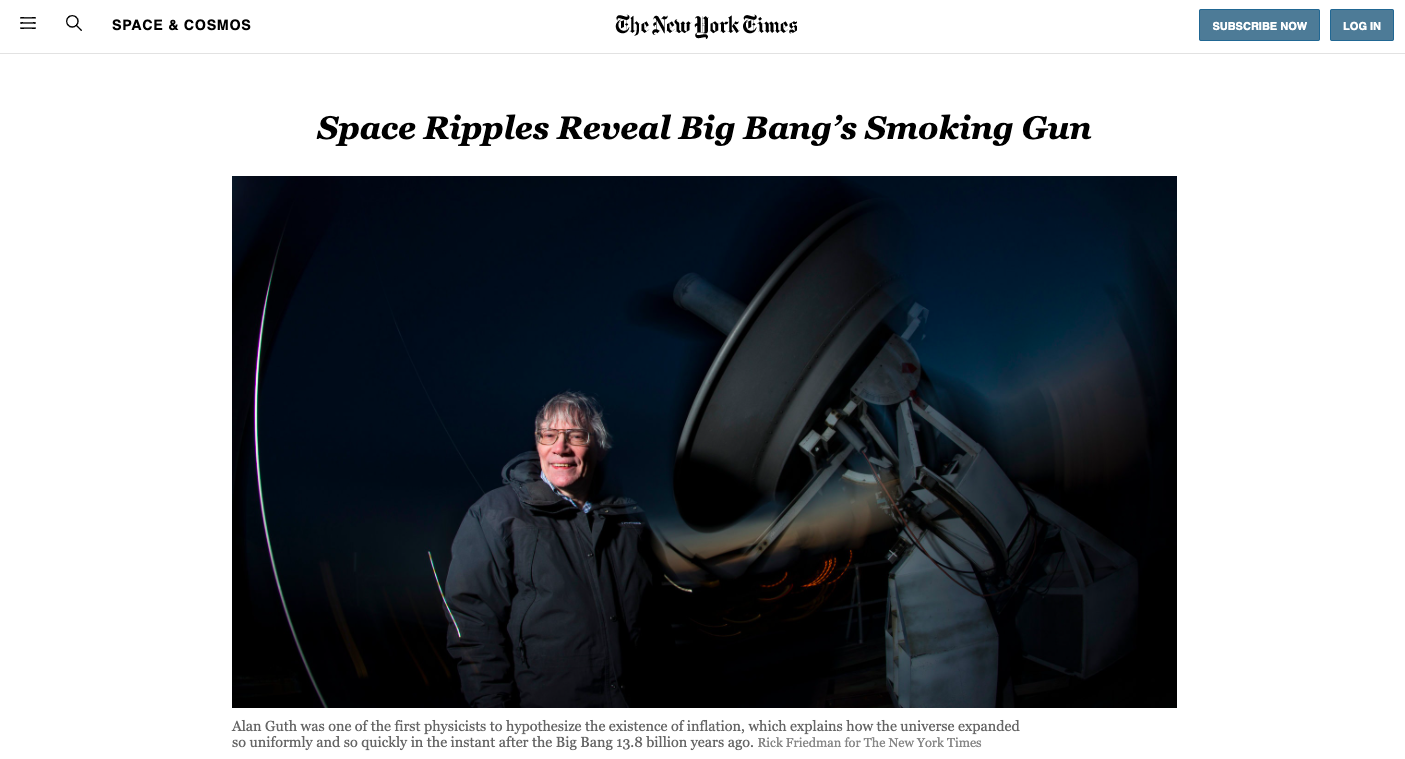 SPACE & COSMOS
The New York Times
SUBSCRIBE NOW
LOG IN
Space Ripples Reveal Big Bang’s Smoking Gun
Alan Guth was one of the first physicists to hypothesize the existence of inflation, which explains how the universe expanded
so uniformly and so quickly in the instant after the Big Bang 13.8 billion years ago. Rick Friedman for The New York Times